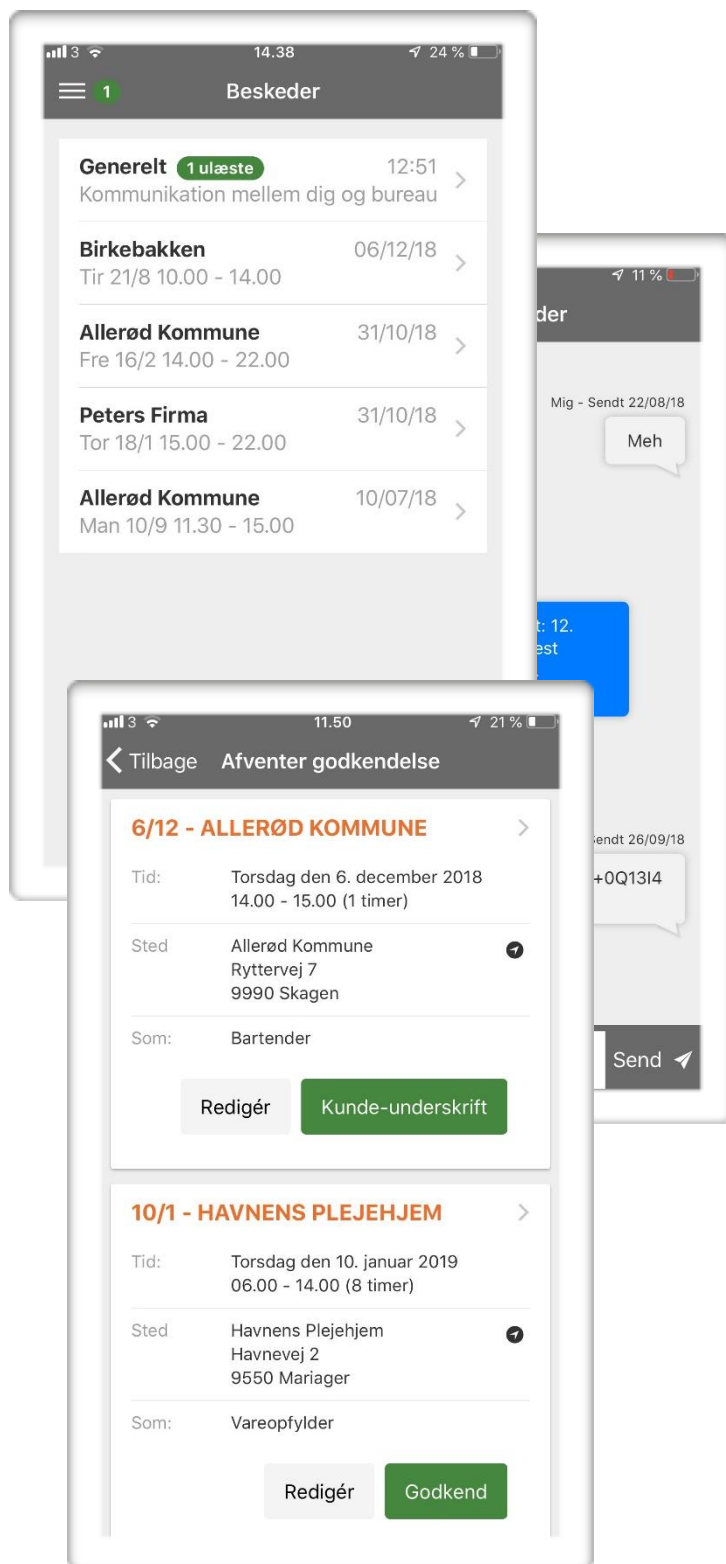 3 14.38 24 %
1 Beskeder
Generelt 1 ulæste 12:51
Kommunikation mellem dig og bureau
Birkebakken 06/12/18
Tir 21/8 10.00 - 14.00
Allerød Kommune 31/10/18
Fre 16/2 14.00 - 22.00
Peters Firma 31/10/18
Tor 18/1 15.00 - 22.00
Allerød Kommune 10/07/18
Man 10/9 11.30 - 15.00
11 %
der
Mig - Sendt 22/08/18
Meh
t: 12.
est
endt 26/09/18
+0Q13I4
Send
3 11.50 21 %
Tilbage Afventer godkendelse
6/12 - ALLERØD KOMMUNE
Tid: Torsdag den 6. december 2018
14.00 - 15.00 (1 timer)
Sted Allerød Kommune
Ryttervej 7
9990 Skagen
Som: Bartender
Redigér Kunde-underskrift
10/1 - HAVNENS PLEJEHJEM
Tid: Torsdag den 10. januar 2019
06.00 - 14.00 (8 timer)
Sted Havnens Plejehjem
Havnevej 2
9550 Mariager
Som: Vareopfylder
Redigér Godkend